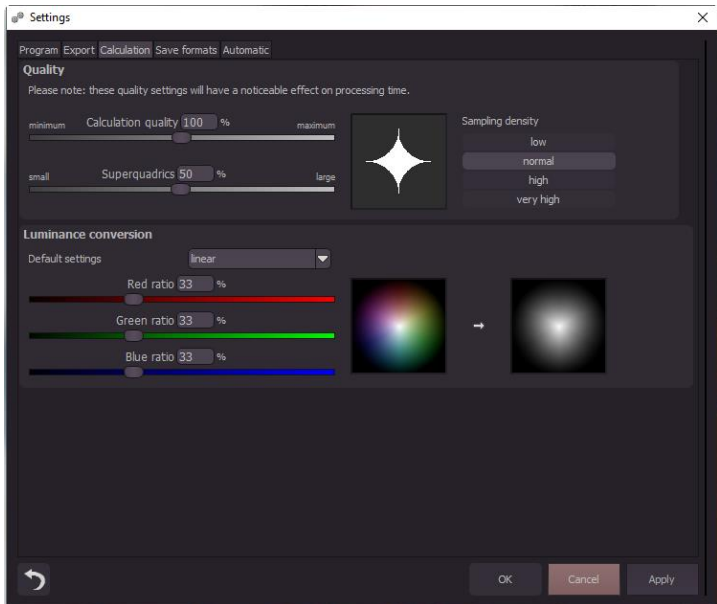 Settings
Program Export Calculation Save formats Automatic
Quality
Please note: these quality settings will have a noticeable effect on processing time.
minimum Calculation quality 100 % maximum
small Superquadrics 50 % large
Sampling density
low
normal
high
very high
Luminance conversion
Default settings linear
Red ratio 33 %
Green ratio 33 %
Blue ratio 33 %
OK Cancel Apply